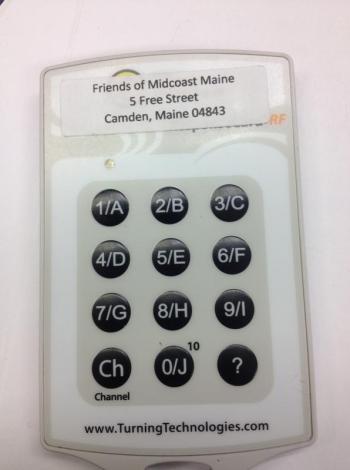 Friends of Midcoast Maine
5 Free Street
Camden, Maine 04843
RF
1/A 2/B 3/C
4/D 5/E 6/F
7/G 8/H 9/I
10
Ch 0/J ?
Channel
www.TurningTechnologies.com